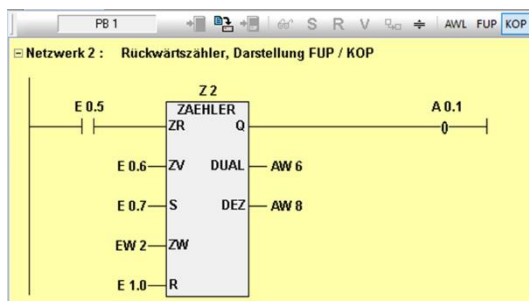 PB 1 S R V AWL FUP KOP
Netzwerk 2 : Rückwärtszähler, Darstellung FUP / KOP
Z 2
E 0.5 ZAEHLER A 0.1
ZR Q
E 0.6 ZV DUAL AW 6
E 0.7 S DEZ AW 8
EW 2 ZW
E 1.0 R